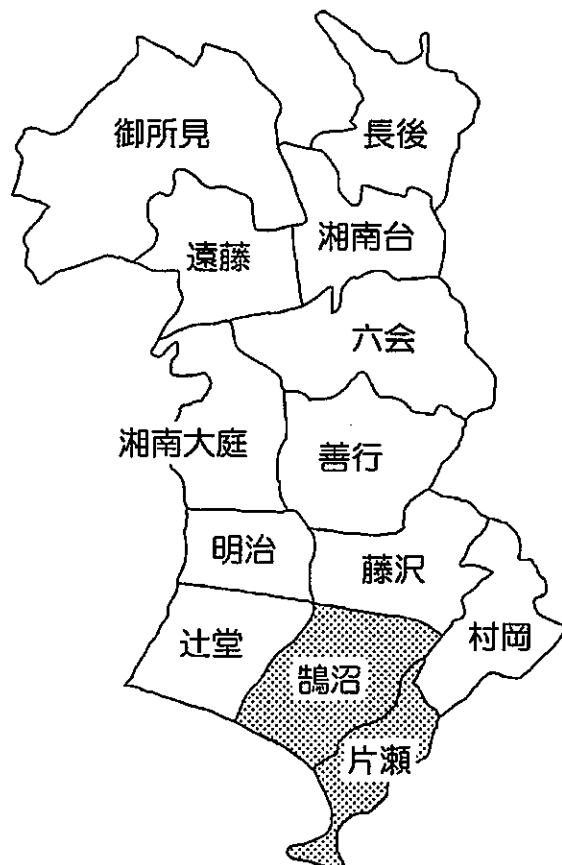 御所見
長後
遠藤
湘南台
六会
湘南大庭
善行
明治
藤沢
辻堂
鵠沼
村岡
片瀬